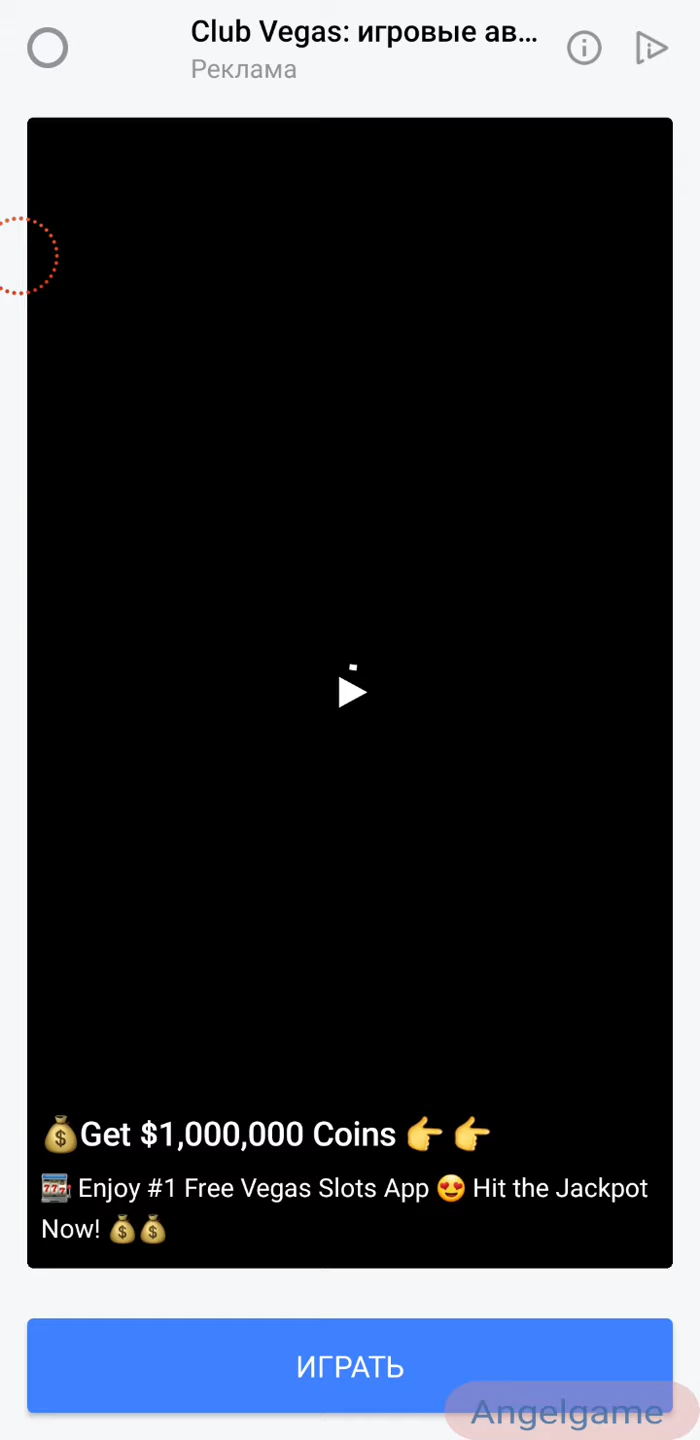 Club Vegas: игровые ав...
Реклама
💰Get $1,000,000 Coins 👉 👉
🎰 Enjoy #1 Free Vegas Slots App 😍 Hit the Jackpot
Now! 💰💰
ИГРАТЬ
Angelgame